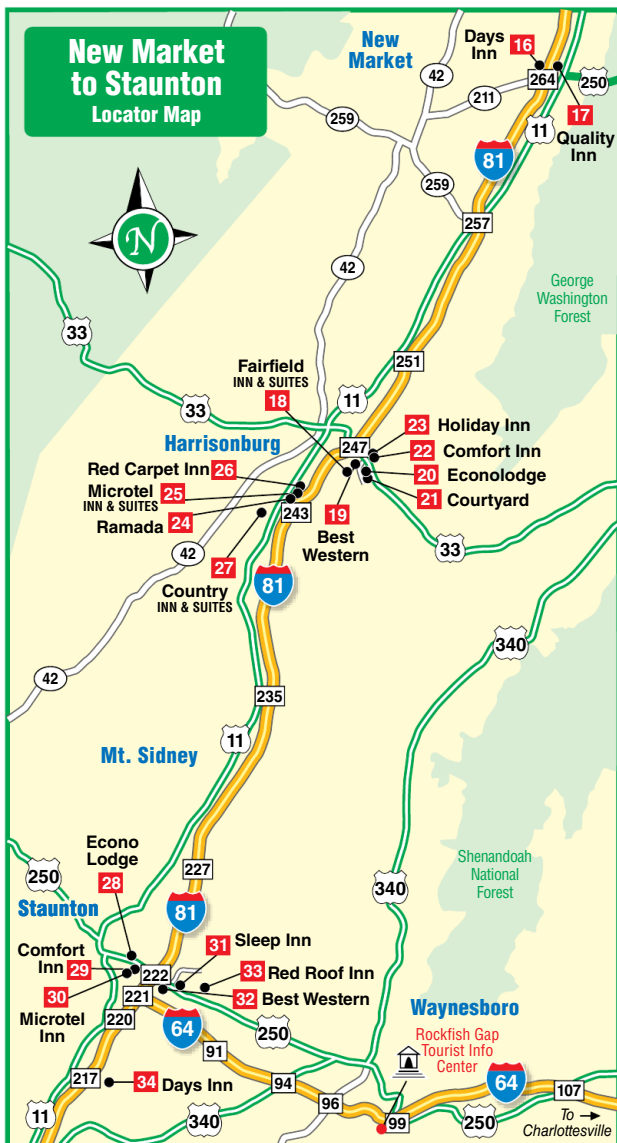 New Market
to Staunton
Locator Map
New
Market
Days
Inn
16
264
250
17
Quality
Inn
42
211
11
259
81
259
257
N
42
George
Washington
Forest
33
251
Fairfield
INN & SUITES
18
11
33
23 Holiday Inn
247
22 Comfort Inn
Harrisonburg
20 Econolodge
Red Carpet Inn 26
21 Courtyard
Microtel 25
INN & SUITES
Ramada 24
243
19
Best
Western
33
42
27
Country
INN & SUITES
81
340
42
235
11
Mt. Sidney
Econo
Lodge
28
227
Shenandoah
National
Forest
250
340
Staunton
81
31 Sleep Inn
Comfort
Inn 29
222
33 Red Roof Inn
30
221
32 Best Western
Microtel
Inn
220
64
Waynesboro
250
Rockfish Gap
Tourist Info
Center
91
217
34 Days Inn
94
64
107
96
11
340
99
250
To
Charlottesville